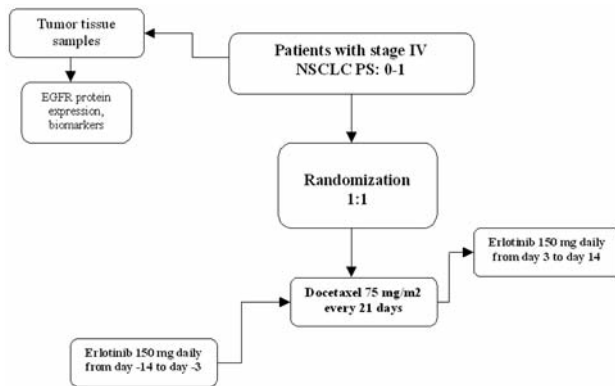 Tumor tissue
samples
Patients with stage IV
NSCLC PS: 0-1
EGFR protein
expression,
biomarkers
Randomization
1:1
Erlotinib 150 mg daily
from day 3 to day 14
Docetaxel 75 mg/m2
every 21 days
Erlotinib 150 mg daily
from day -14 to day -3